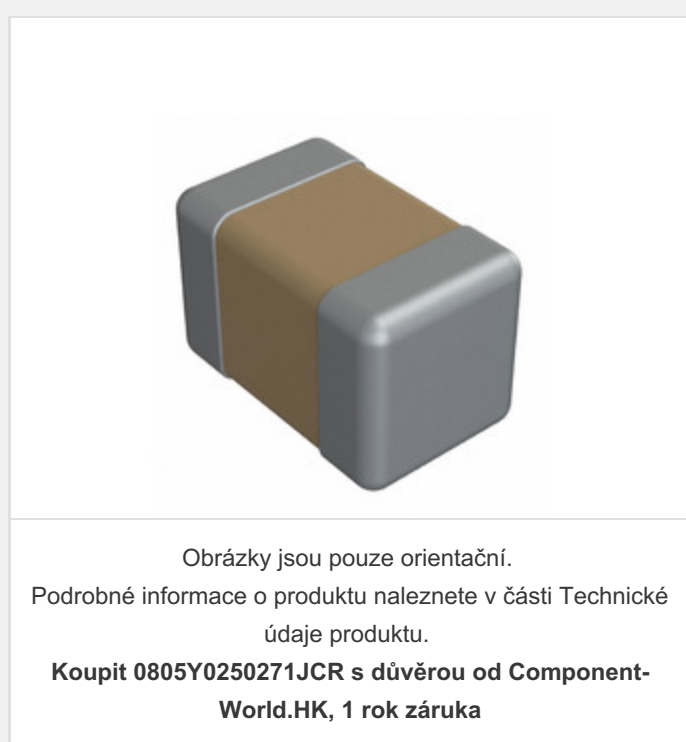 Obrázky jsou pouze orientační.
Podrobné informace o produktu naleznete v části Technické
údaje produktu.
Koupit 0805Y0250271JCR s důvěrou od Component-
World.HK, 1 rok záruka